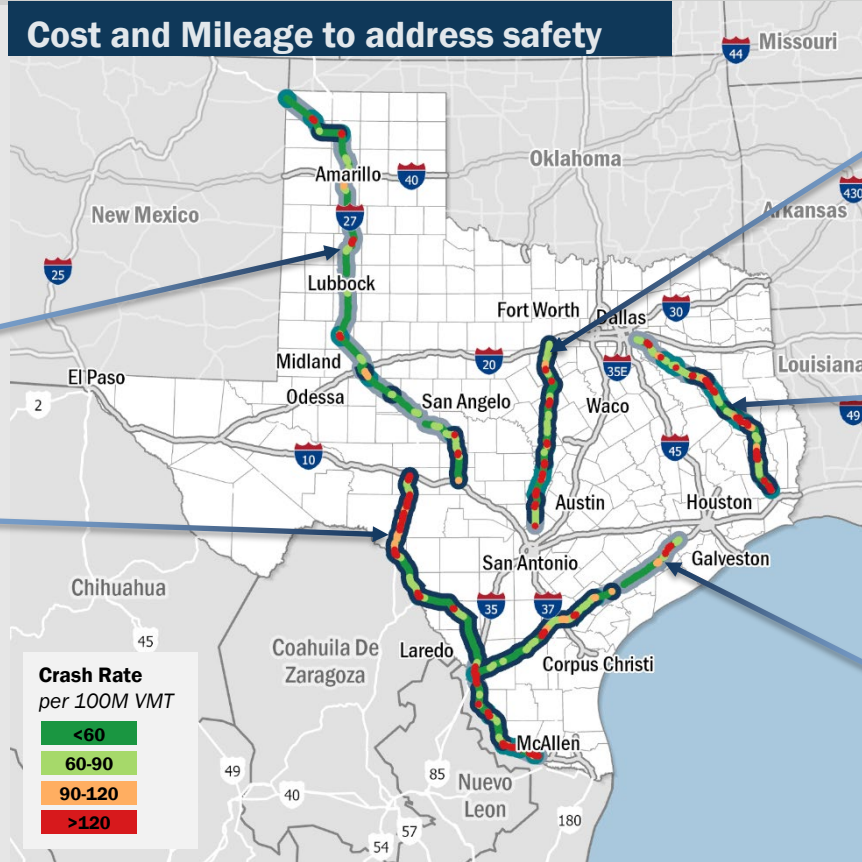 Cost and Mileage to address safety
44
Missouri
Oklahoma
Amarillo
40
430
Arkansas
New Mexico
27
25
Lubbock
Fort Worth
Dallas
30
Midland
20
35E
Louisiana
El Paso
2
Odessa
San Angelo
Waco
49
10
45
Austin
Houston
San Antonio
Galveston
Chihuahua
35
37
45
Coahuila De
Zaragoza
Laredo
Corpus Christi
Crash Rate
per 100M VMT
<60
60-90
90-120
>120
McAllen
49
85
40
Nuevo
Leon
57
54
180